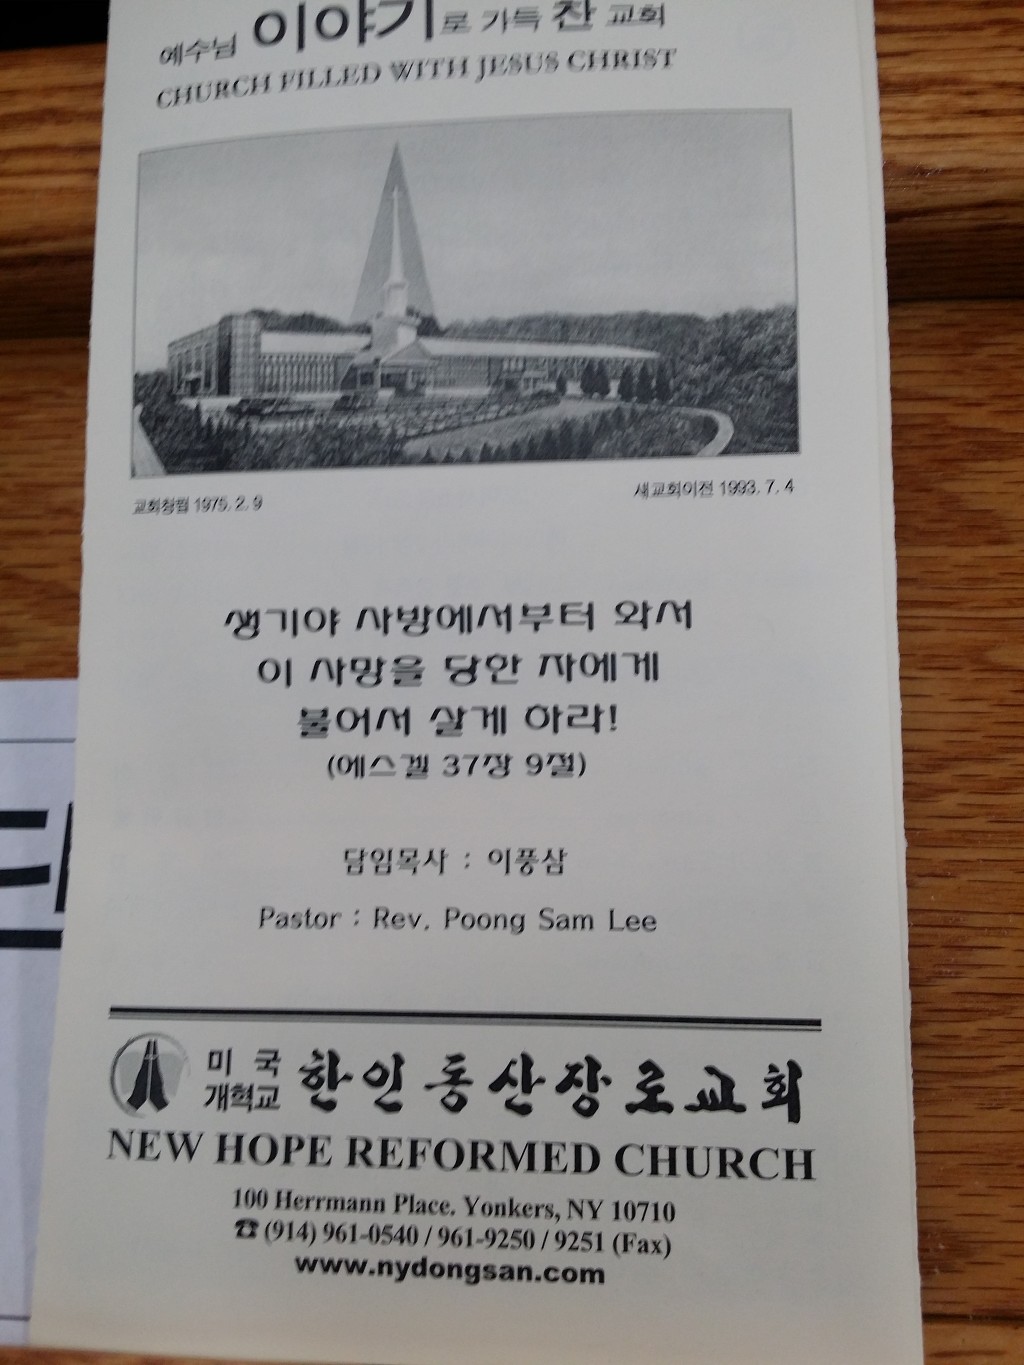 예수님 이야기로 가득 찬 교회
CHURCH FILLED WITH JESUS CHRIST
교회창립 1975. 2. 9
새교회이전 1993. 7. 4
생기야 사방에서부터 와서
이 사망을 당한 자에게
불어서 살게 하라!
(에스겔 37장 9절)
담임목사 : 이풍삼
Pastor : Rev. Poong Sam Lee
미국 개혁교 한인동산장로교회
NEW HOPE REFORMED CHURCH
100 Herrmann Place. Yonkers, NY 10710
☎ (914) 961-0540 / 961-9250 / 9251 (Fax)
www.nydongsan.com